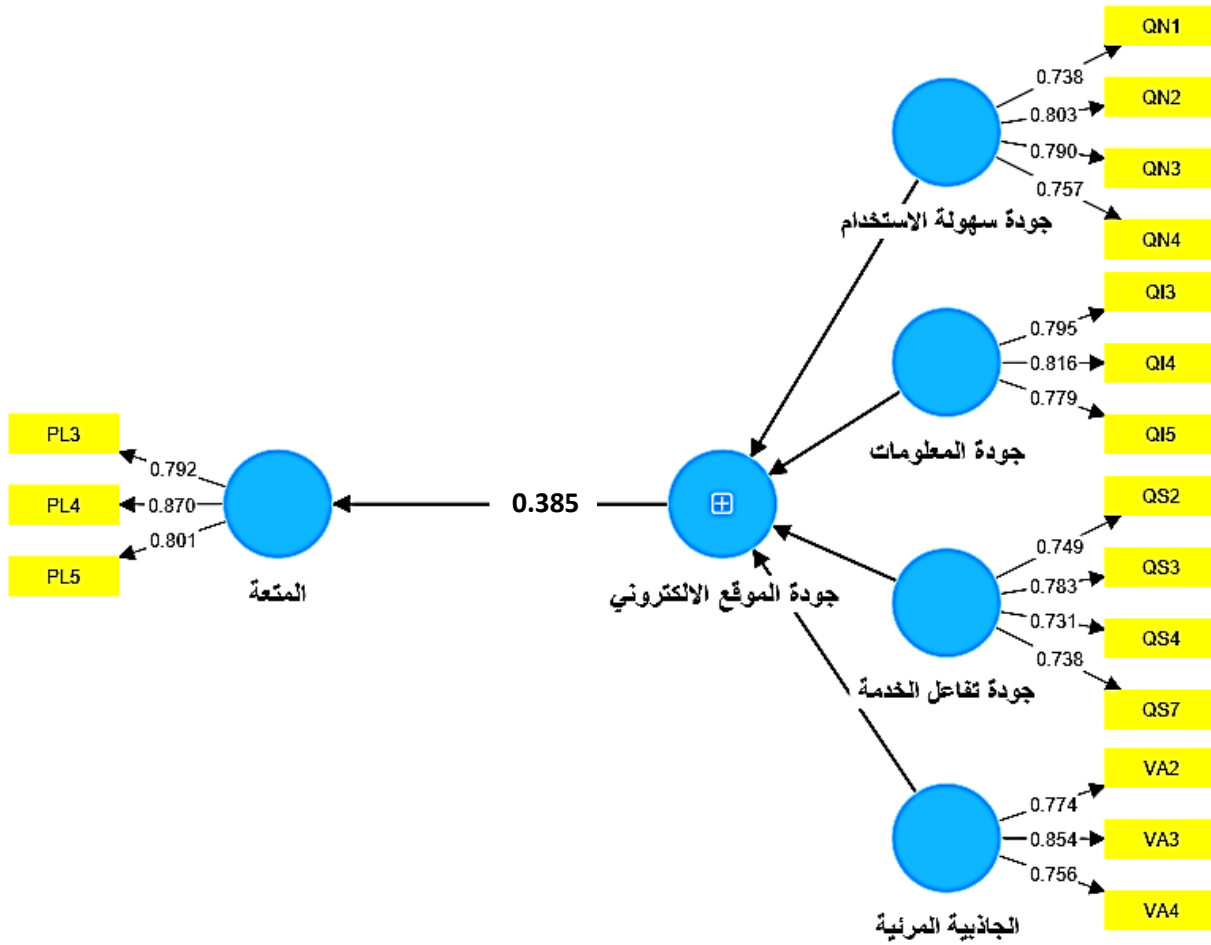 QN1
0.738
QN2
0.803
QN3
0.790
QN4
0.757
جودة سهولة الاستخدام
QI3
0.795
QI4
0.816
QI5
0.779
جودة المعلومات
PL3
0.792
PL4
0.870
PL5
0.801
المتعة
0.385
جودة الموقع الالكتروني
QS2
0.749
QS3
0.783
QS4
0.731
QS7
0.738
جودة تفاعل الخدمة
VA2
0.774
VA3
0.854
VA4
0.756
الجاذبية المرئية